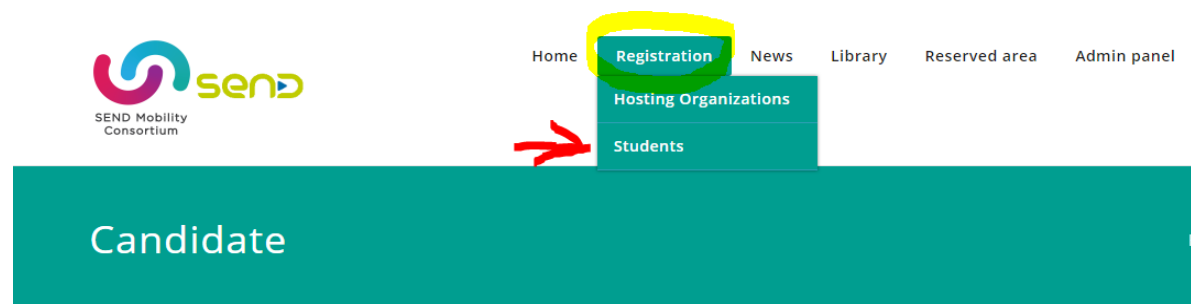 Home Registration News Library Reserved area Admin panel
send
SEND Mobility
Consortium
Hosting Organizations
Students
Candidate